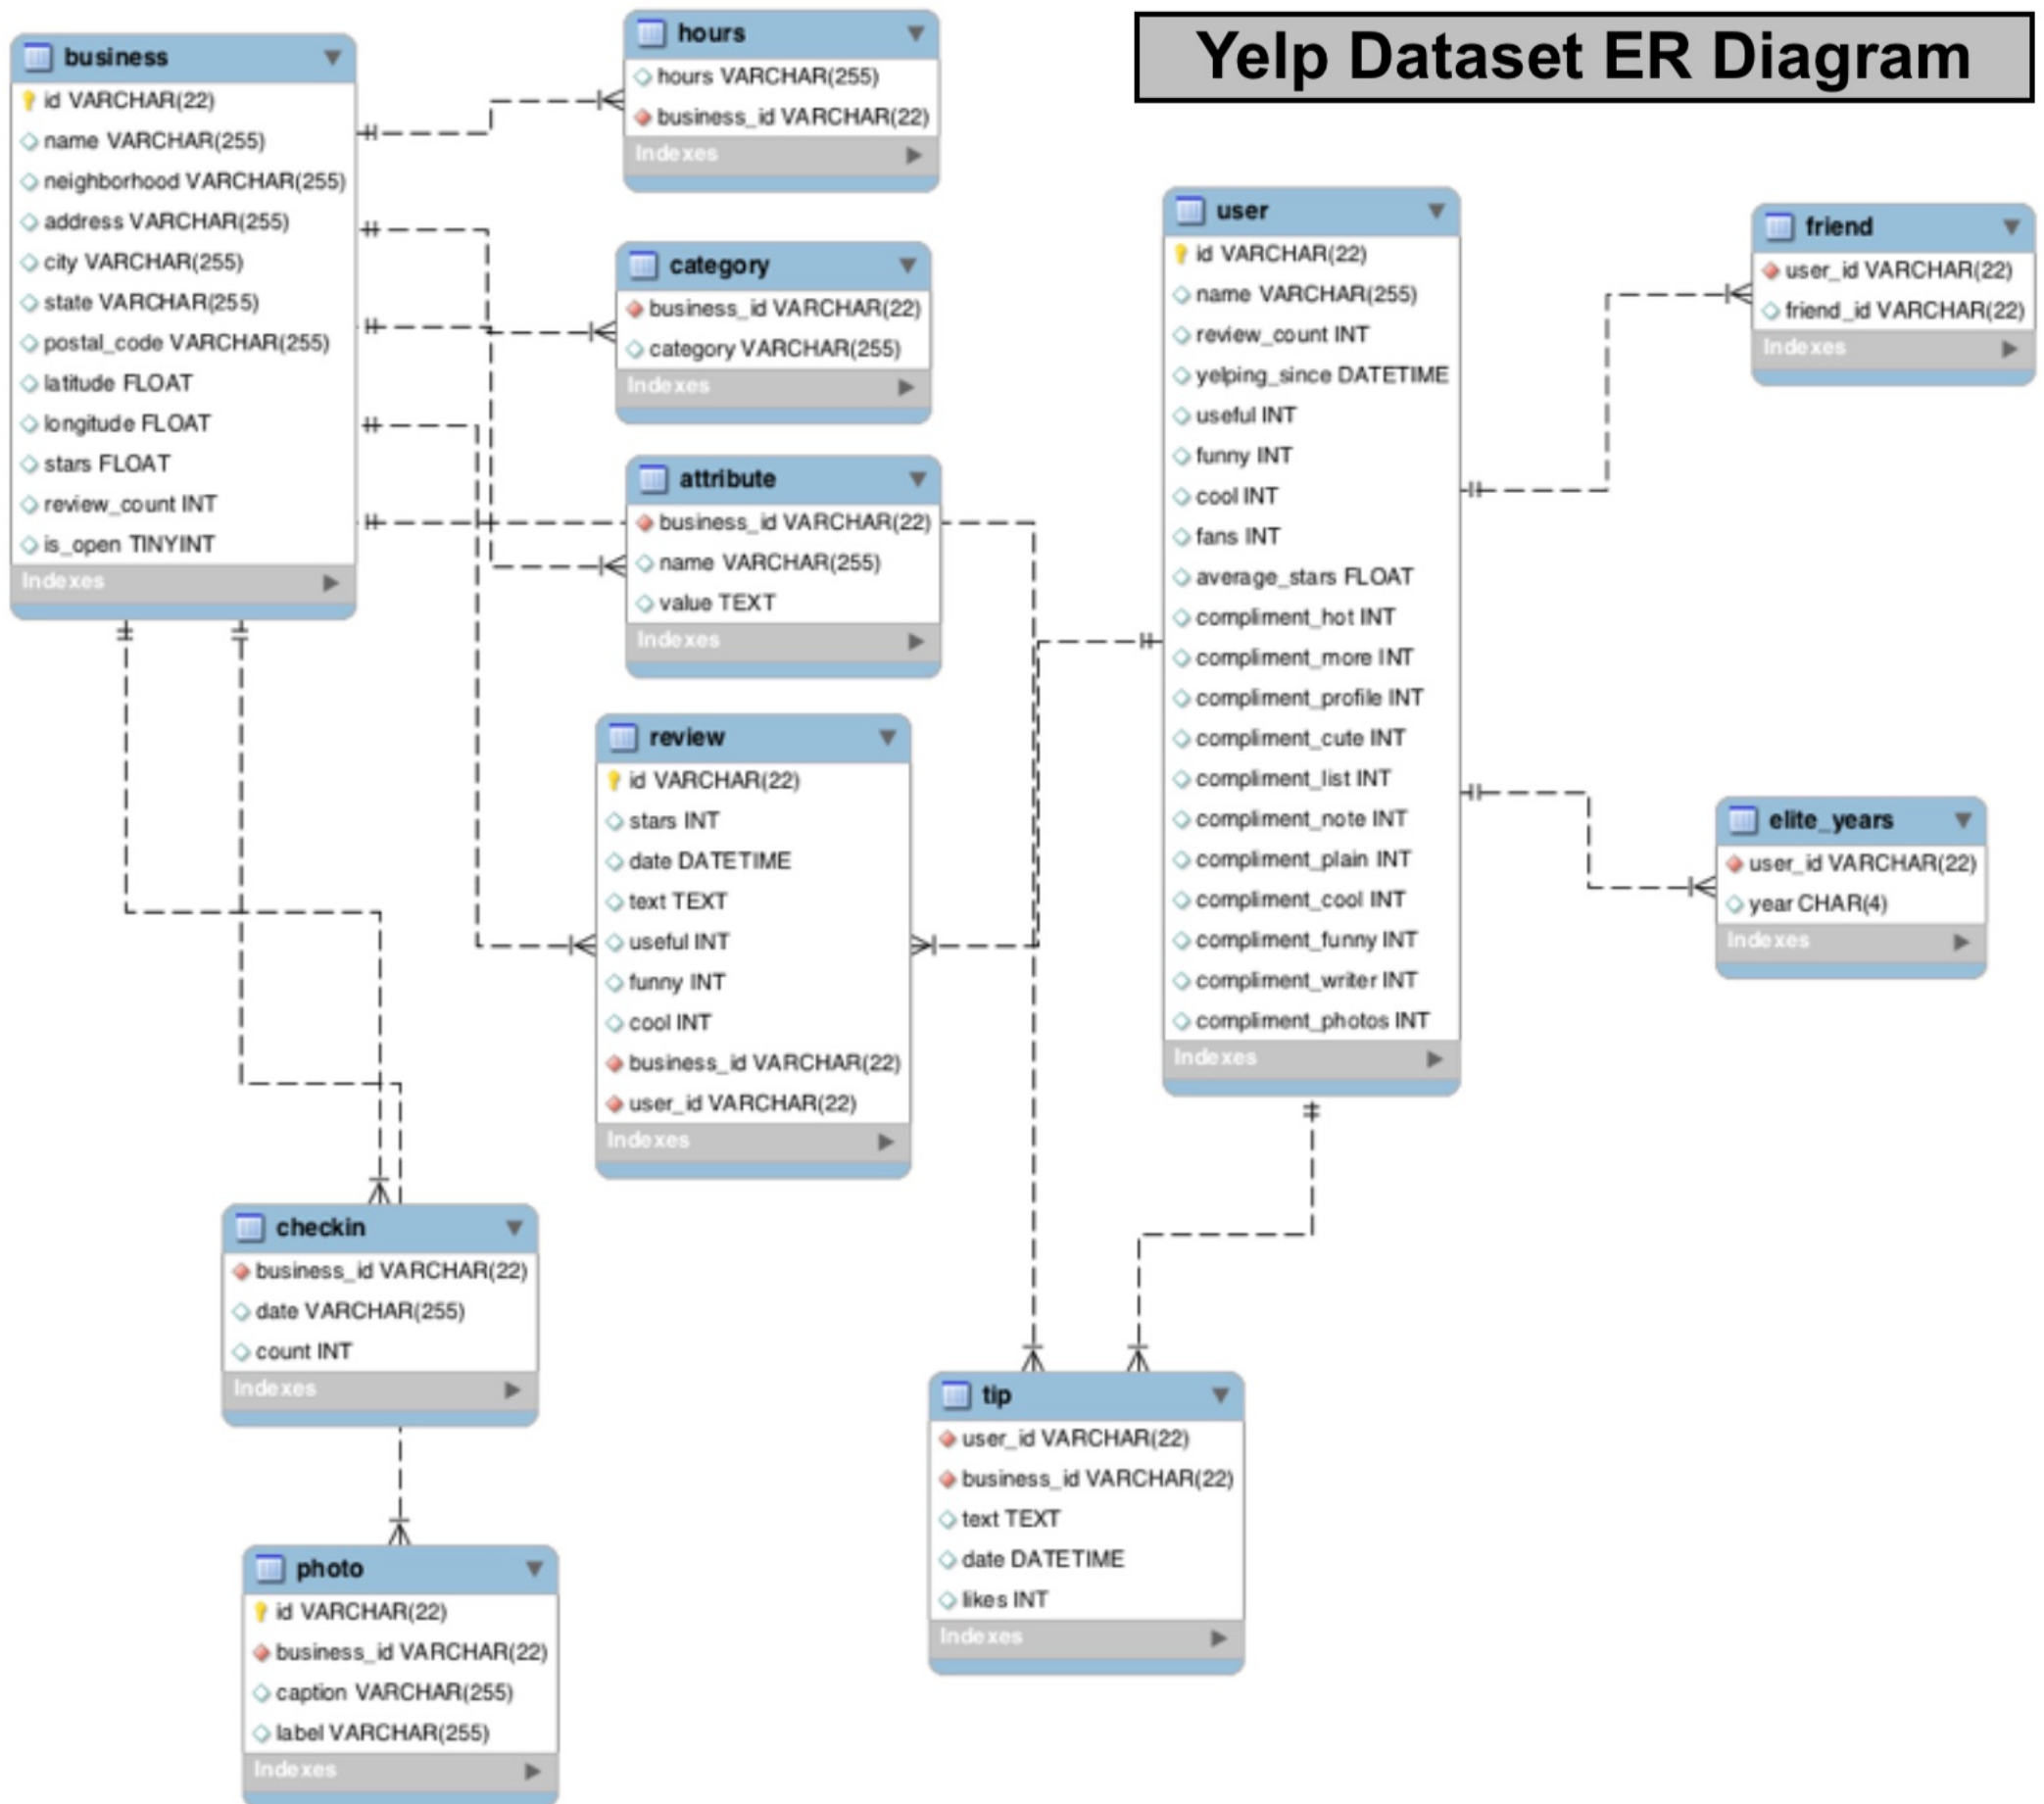 Yelp Dataset ER Diagram
business
id VARCHAR(22)
name VARCHAR(255)
neighborhood VARCHAR(255)
address VARCHAR(255)
city VARCHAR(255)
state VARCHAR(255)
postal_code VARCHAR(255)
latitude FLOAT
longitude FLOAT
stars FLOAT
review_count INT
is_open TINYINT
Indexes
hours
hours VARCHAR(255)
business_id VARCHAR(22)
Indexes
category
business_id VARCHAR(22)
category VARCHAR(255)
Indexes
attribute
business_id VARCHAR(22)
name VARCHAR(255)
value TEXT
Indexes
review
id VARCHAR(22)
stars INT
date DATETIME
text TEXT
useful INT
funny INT
cool INT
business_id VARCHAR(22)
user_id VARCHAR(22)
Indexes
user
id VARCHAR(22)
name VARCHAR(255)
review_count INT
yelping_since DATETIME
useful INT
funny INT
cool INT
fans INT
average_stars FLOAT
compliment_hot INT
compliment_more INT
compliment_profile INT
compliment_cute INT
compliment_list INT
compliment_note INT
compliment_plain INT
compliment_cool INT
compliment_funny INT
compliment_writer INT
compliment_photos INT
Indexes
friend
user_id VARCHAR(22)
friend_id VARCHAR(22)
Indexes
elite_years
user_id VARCHAR(22)
year CHAR(4)
Indexes
checkin
business_id VARCHAR(22)
date VARCHAR(255)
count INT
Indexes
photo
id VARCHAR(22)
business_id VARCHAR(22)
caption VARCHAR(255)
label VARCHAR(255)
Indexes
tip
user_id VARCHAR(22)
business_id VARCHAR(22)
text TEXT
date DATETIME
likes INT
Indexes